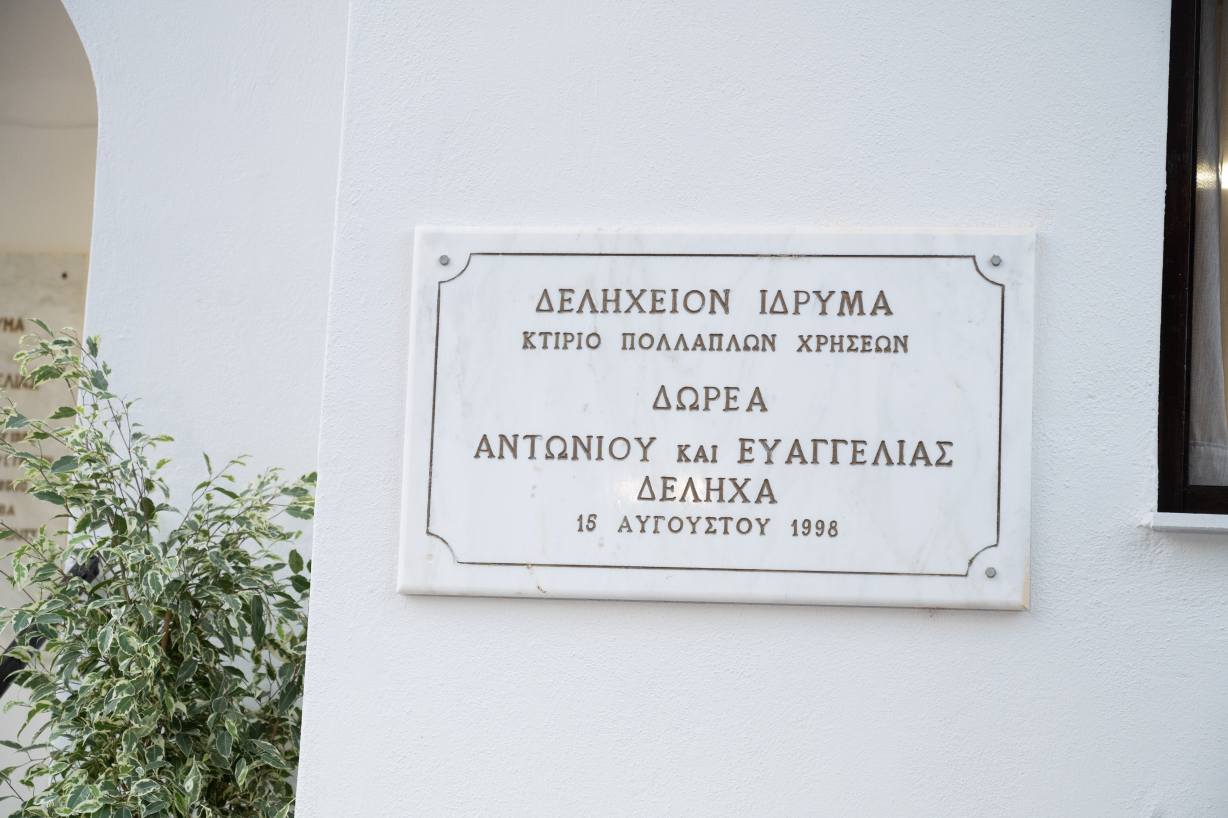 ΔΕΛΗΧΕΙΟΝ ΙΔΡΥΜΑ
ΚΤΙΡΙΟ ΠΟΛΛΑΠΛΩΝ ΧΡΗΣΕΩΝ
ΔΩΡΕΑ
ΑΝΤΩΝΙΟΥ ΚΑΙ ΕΥΑΓΓΕΛΙΑΣ
ΔΕΛΗΧΑ
15 ΑΥΓΟΥΣΤΟΥ 1998